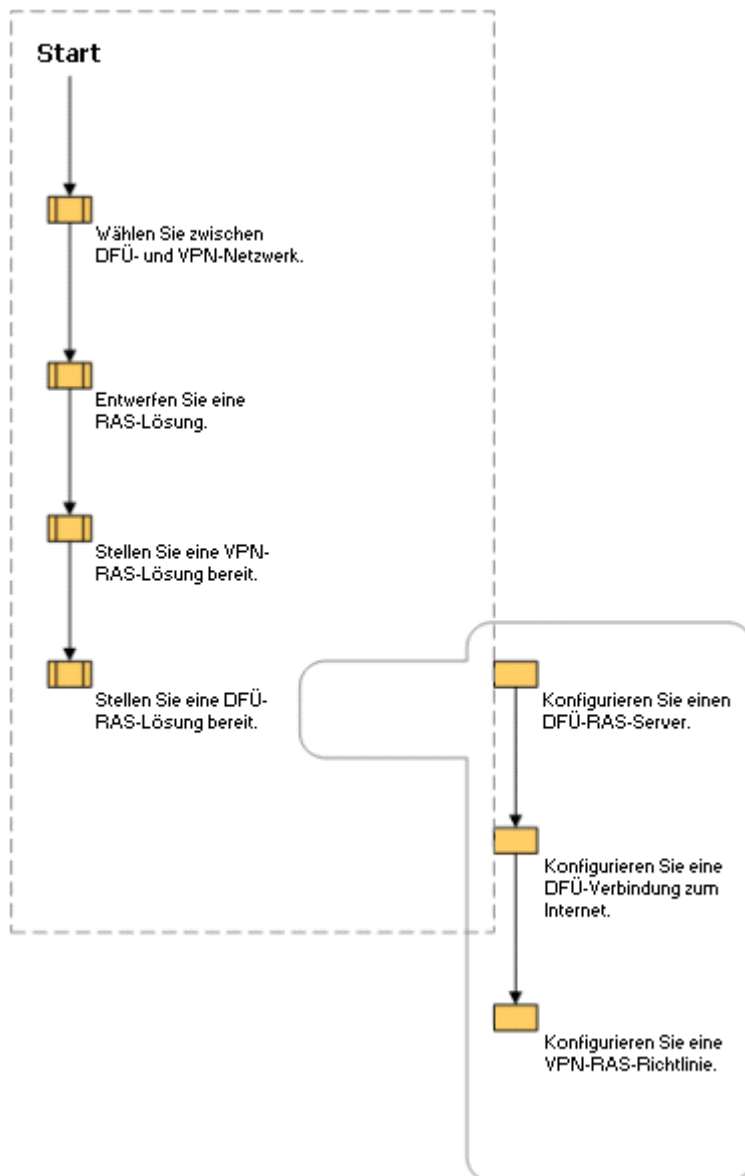 Start
Wählen Sie zwischen
DFÜ- und VPN-Netzwerk.
Entwerfen Sie eine
RAS-Lösung.
Stellen Sie eine VPN-
RAS-Lösung bereit.
Stellen Sie eine DFÜ-
RAS-Lösung bereit.
Konfigurieren Sie einen
DFÜ-RAS-Server.
Konfigurieren Sie eine
DFÜ-Verbindung zum
Internet.
Konfigurieren Sie eine
VPN-RAS-Richtlinie.